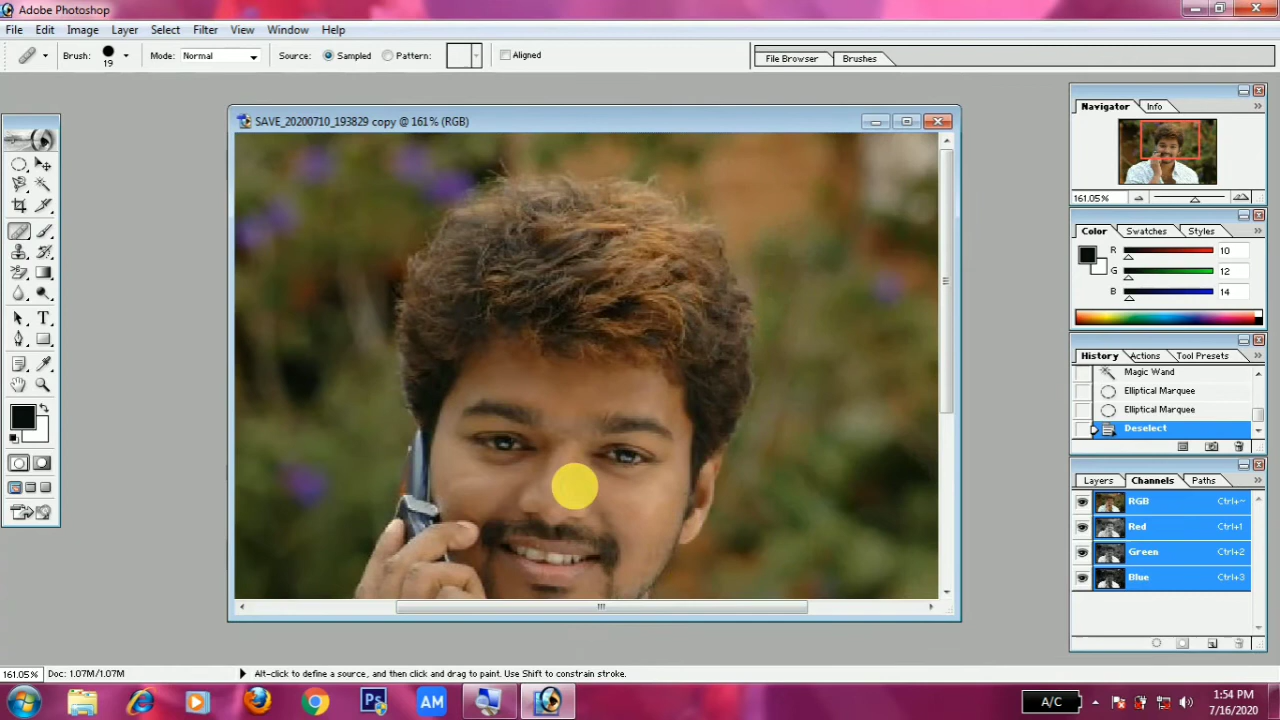 Adobe Photoshop
File Edit Image Layer Select Filter View Window Help
Brush: 19 Mode: Normal Source: Sampled Pattern: Aligned File Browser Brushes
SAVE_20200710_193829 copy @ 161% (RGB)
Navigator Info
161.05%
Color Swatches Styles
R 10
G 12
B 14
History Actions Tool Presets
Magic Wand
Elliptical Marquee
Elliptical Marquee
Deselect
Layers Channels Paths
RGB Ctrl+~
Red Ctrl+1
Green Ctrl+2
Blue Ctrl+3
161.05% Doc: 1.07M/1.07M Alt-click to define a source, and then click and drag to paint. Use Shift to constrain stroke.
Ps AM A/C 1:54 PM
7/16/2020